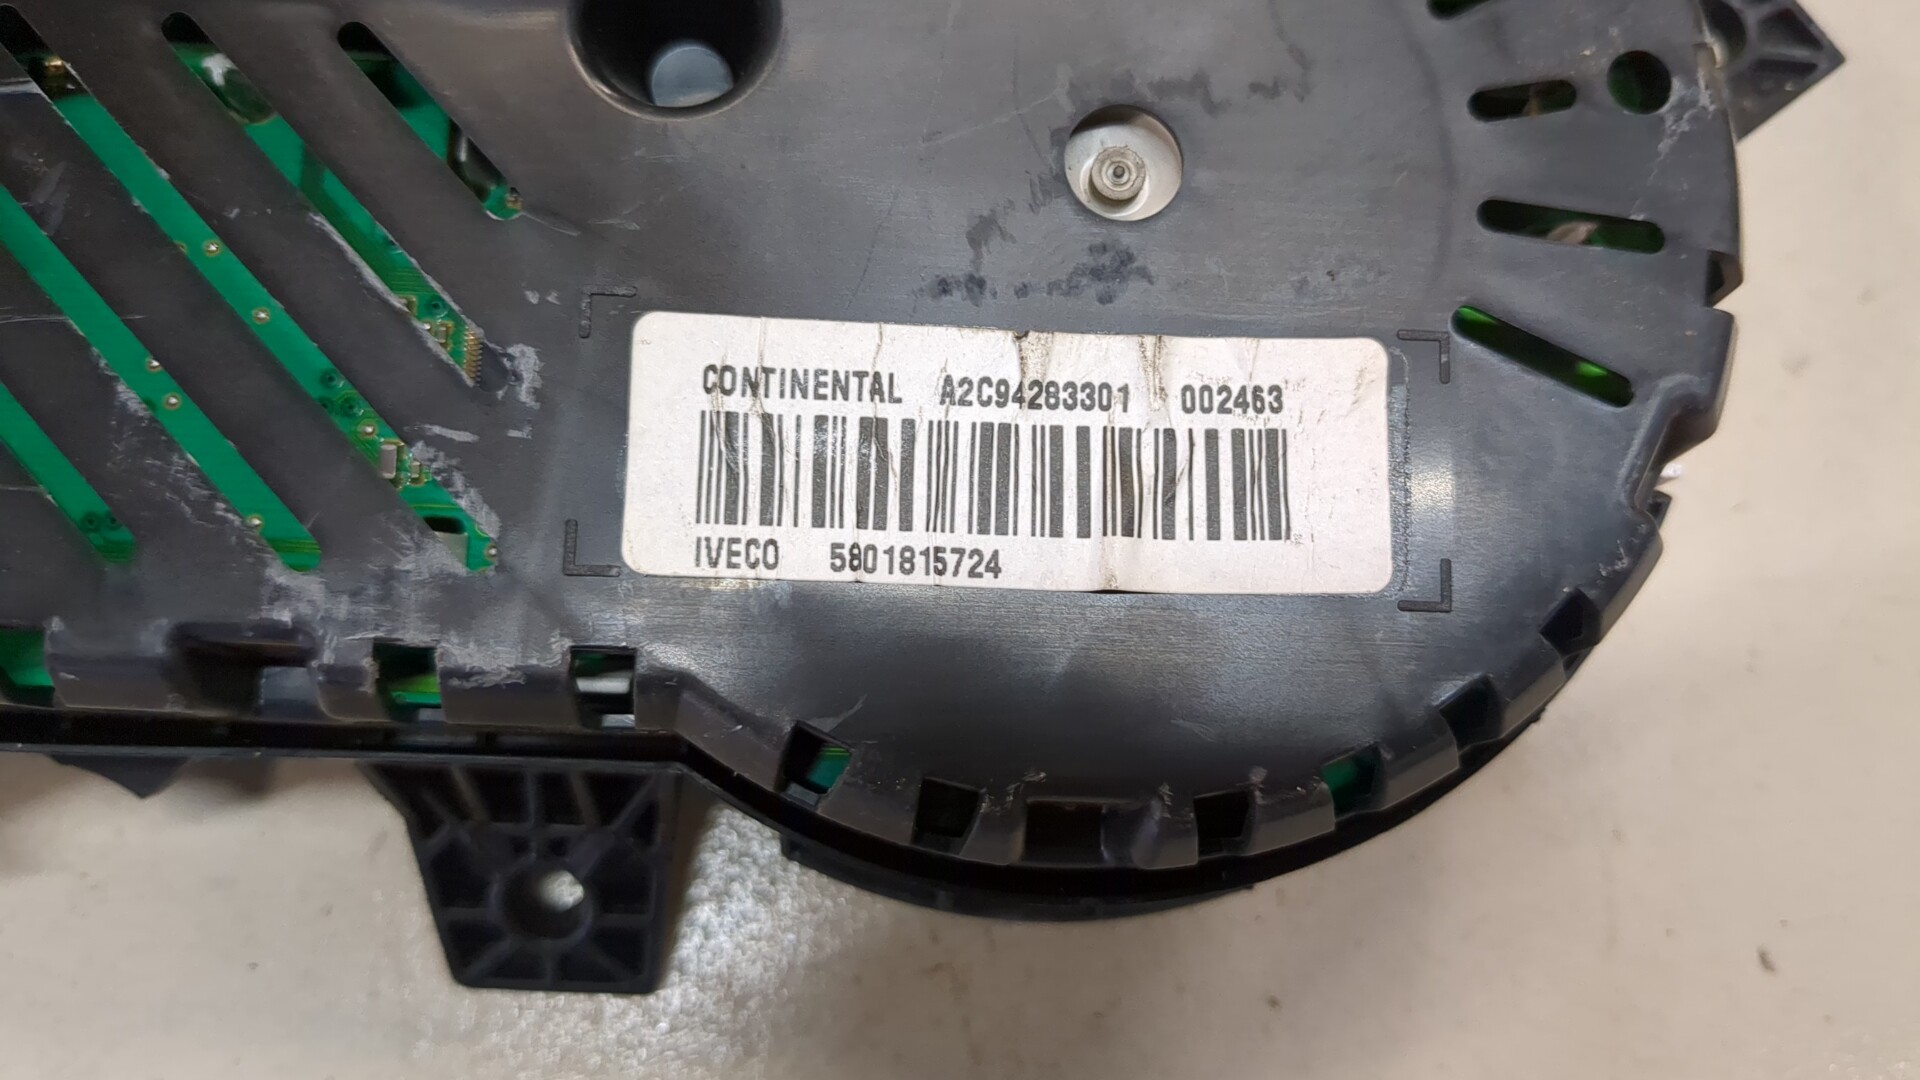 CONTINENTAL A2C94283301 002463
IVECO 5801815724